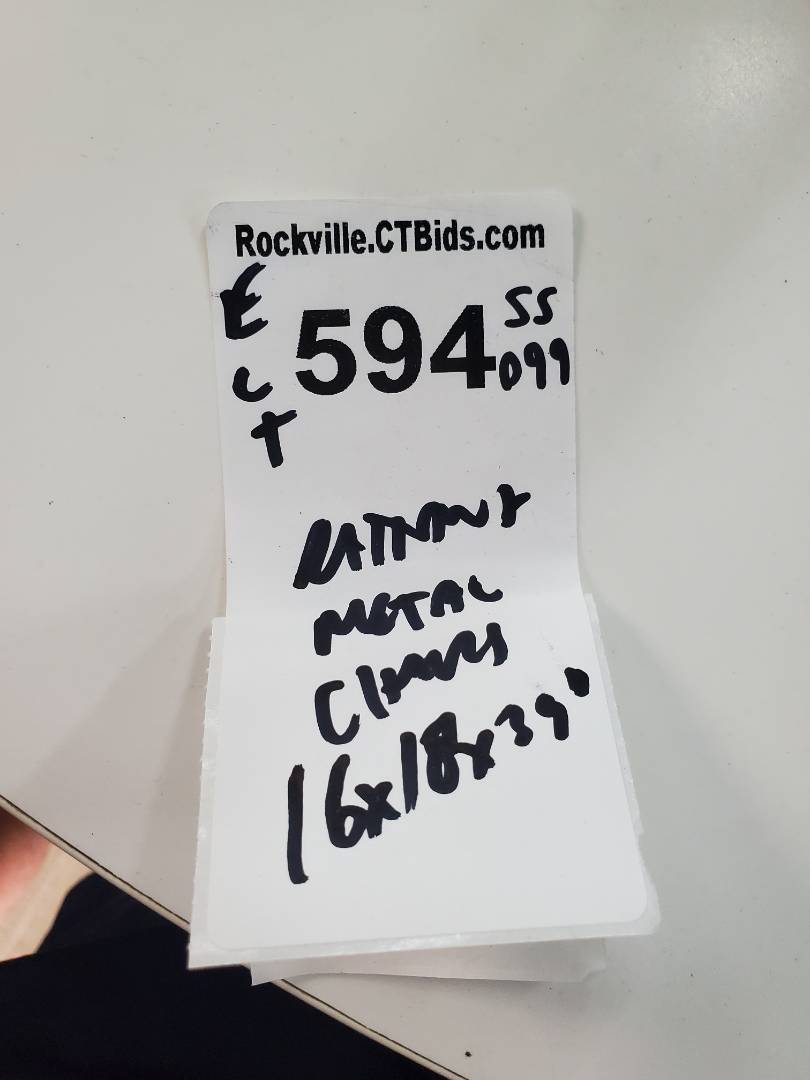 Rockville.CTBids.com
E
C
T
594
SS
099
METAL
16x18x39"